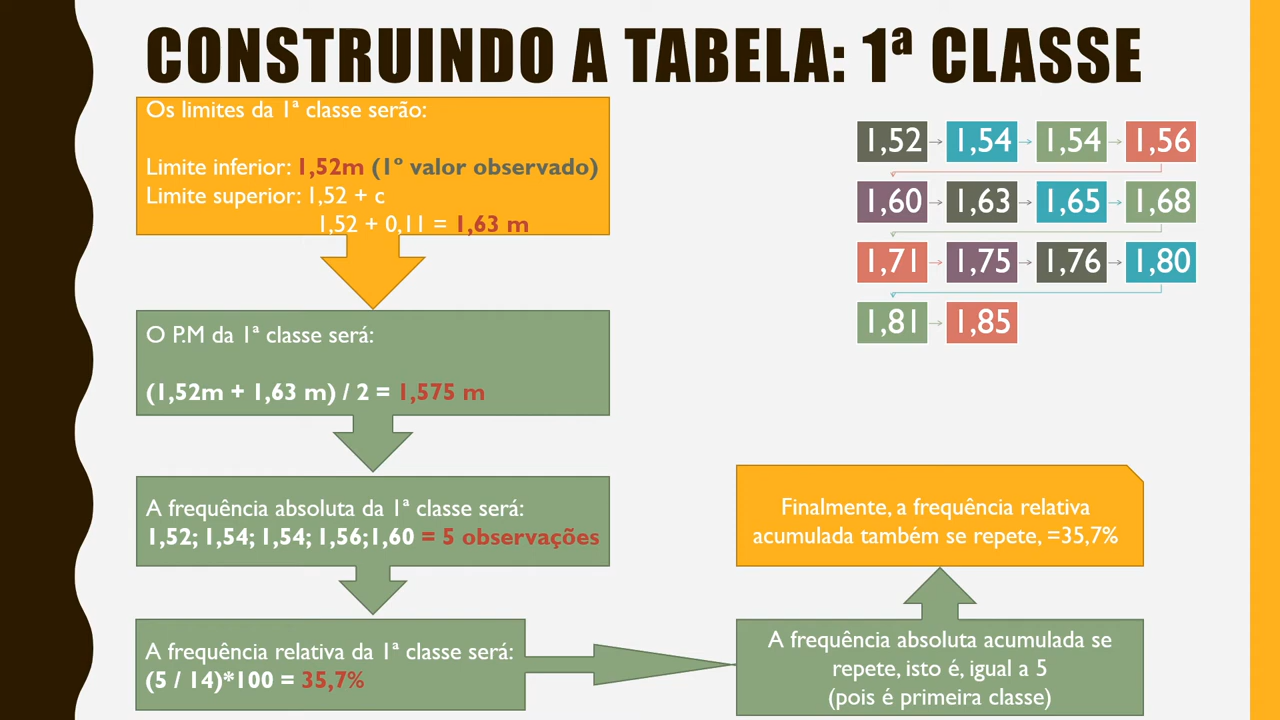 CONSTRUINDO A TABELA: 1ª CLASSE
Os limites da 1ª classe serão:
Limite inferior: 1,52m (1º valor observado)
Limite superior: 1,52 + c
1,52 + 0,11 = 1,63 m
O P.M da 1ª classe será:
(1,52m + 1,63 m) / 2 = 1,575 m
A frequência absoluta da 1ª classe será:
1,52; 1,54; 1,54; 1,56;1,60 = 5 observações
A frequência relativa da 1ª classe será:
(5 / 14)*100 = 35,7%
1,52 1,54 1,54 1,56
1,60 1,63 1,65 1,68
1,71 1,75 1,76 1,80
1,81 1,85
Finalmente, a frequência relativa
acumulada também se repete, =35,7%
A frequência absoluta acumulada se
repete, isto é, igual a 5
(pois é primeira classe)